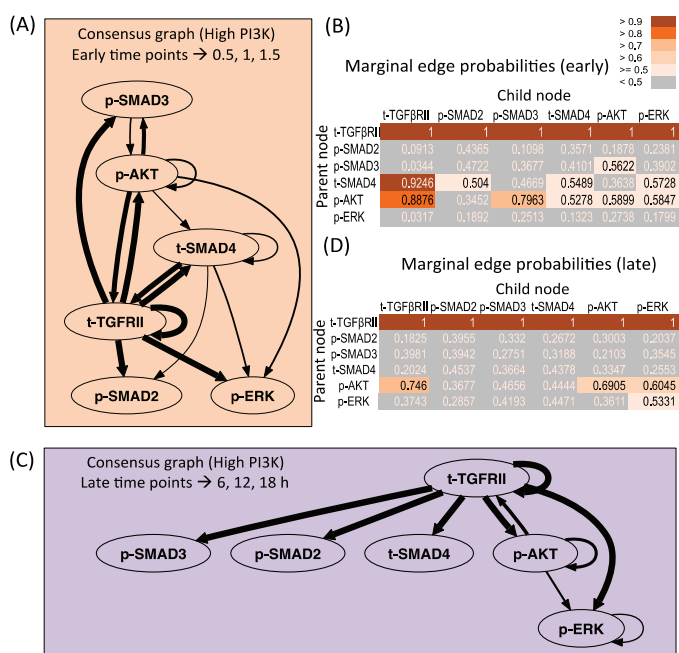 (A)
Consensus graph (High PI3K)
Early time points → 0.5, 1, 1.5
p-SMAD3
p-AKT
t-SMAD4
t-TGFRII
p-SMAD2
p-ERK
(B)
> 0.9
> 0.8
> 0.7
> 0.6
>= 0.5
< 0.5
Marginal edge probabilities (early)
Child node
t-TGFβRII p-SMAD2 p-SMAD3 t-SMAD4 p-AKT p-ERK
Parent node
t-TGFβRII 1 1 1 1 1 1
p-SMAD2 0.0913 0.4365 0.1098 0.3571 0.1878 0.2381
p-SMAD3 0.0344 0.4722 0.3677 0.4101 0.5622 0.3902
t-SMAD4 0.9246 0.504 0.4669 0.5489 0.3638 0.5728
p-AKT 0.8876 0.3452 0.7963 0.5278 0.5899 0.5847
p-ERK 0.0317 0.1892 0.2513 0.1323 0.2738 0.1799
(D)
Marginal edge probabilities (late)
Child node
t-TGFβRII p-SMAD2 p-SMAD3 t-SMAD4 p-AKT p-ERK
Parent node
t-TGFβRII 1 1 1 1 1 1
p-SMAD2 0.1825 0.3955 0.332 0.2672 0.3003 0.2037
p-SMAD3 0.3981 0.3942 0.2751 0.3188 0.2103 0.3545
t-SMAD4 0.2024 0.4537 0.3664 0.4378 0.3347 0.2553
p-AKT 0.746 0.3677 0.4656 0.4444 0.6905 0.6045
p-ERK 0.3743 0.2857 0.4193 0.4471 0.3611 0.5331
(C)
Consensus graph (High PI3K)
Late time points → 6, 12, 18 h
t-TGFRII
p-SMAD3
p-SMAD2
t-SMAD4
p-AKT
p-ERK